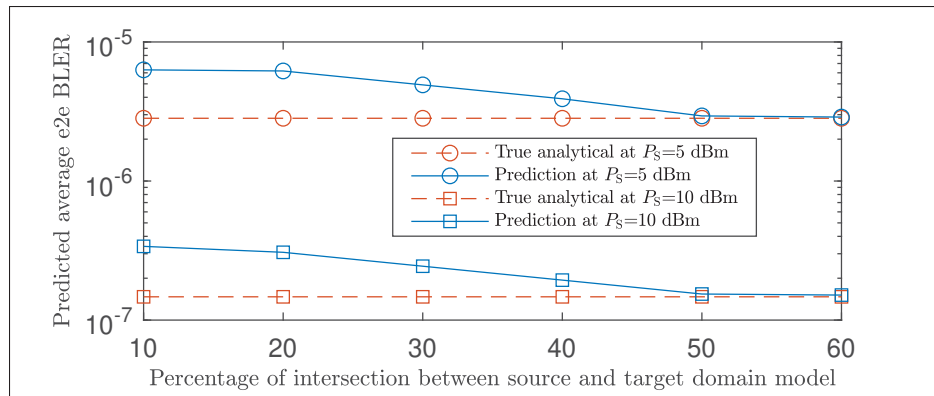 Predicted average e2e BLER
10^-5
10^-6
10^-7
True analytical at P_S=5 dBm
Prediction at P_S=5 dBm
True analytical at P_S=10 dBm
Prediction at P_S=10 dBm
10 20 30 40 50 60
Percentage of intersection between source and target domain model